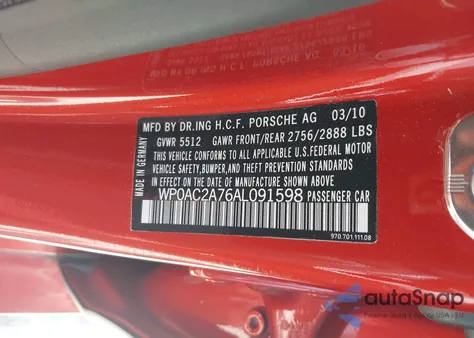 MFD BY DR.ING H.C.F. PORSCHE AG 03/10
GVWR 5512 GAWR FRONT/REAR 2756/2888 LBS
THIS VEHICLE CONFORMS TO ALL APPLICABLE U.S.FEDERAL MOTOR
VEHICLE SAFETY, BUMPER, AND THEFT PREVENTION STANDARDS
IN EFFECT ON THE DATE OF MANUFACTURE SHOWN ABOVE.
WP0AC2A76AL091598 PASSENGER CAR
MADE IN GERMANY
970.701.111.08
autoSnap